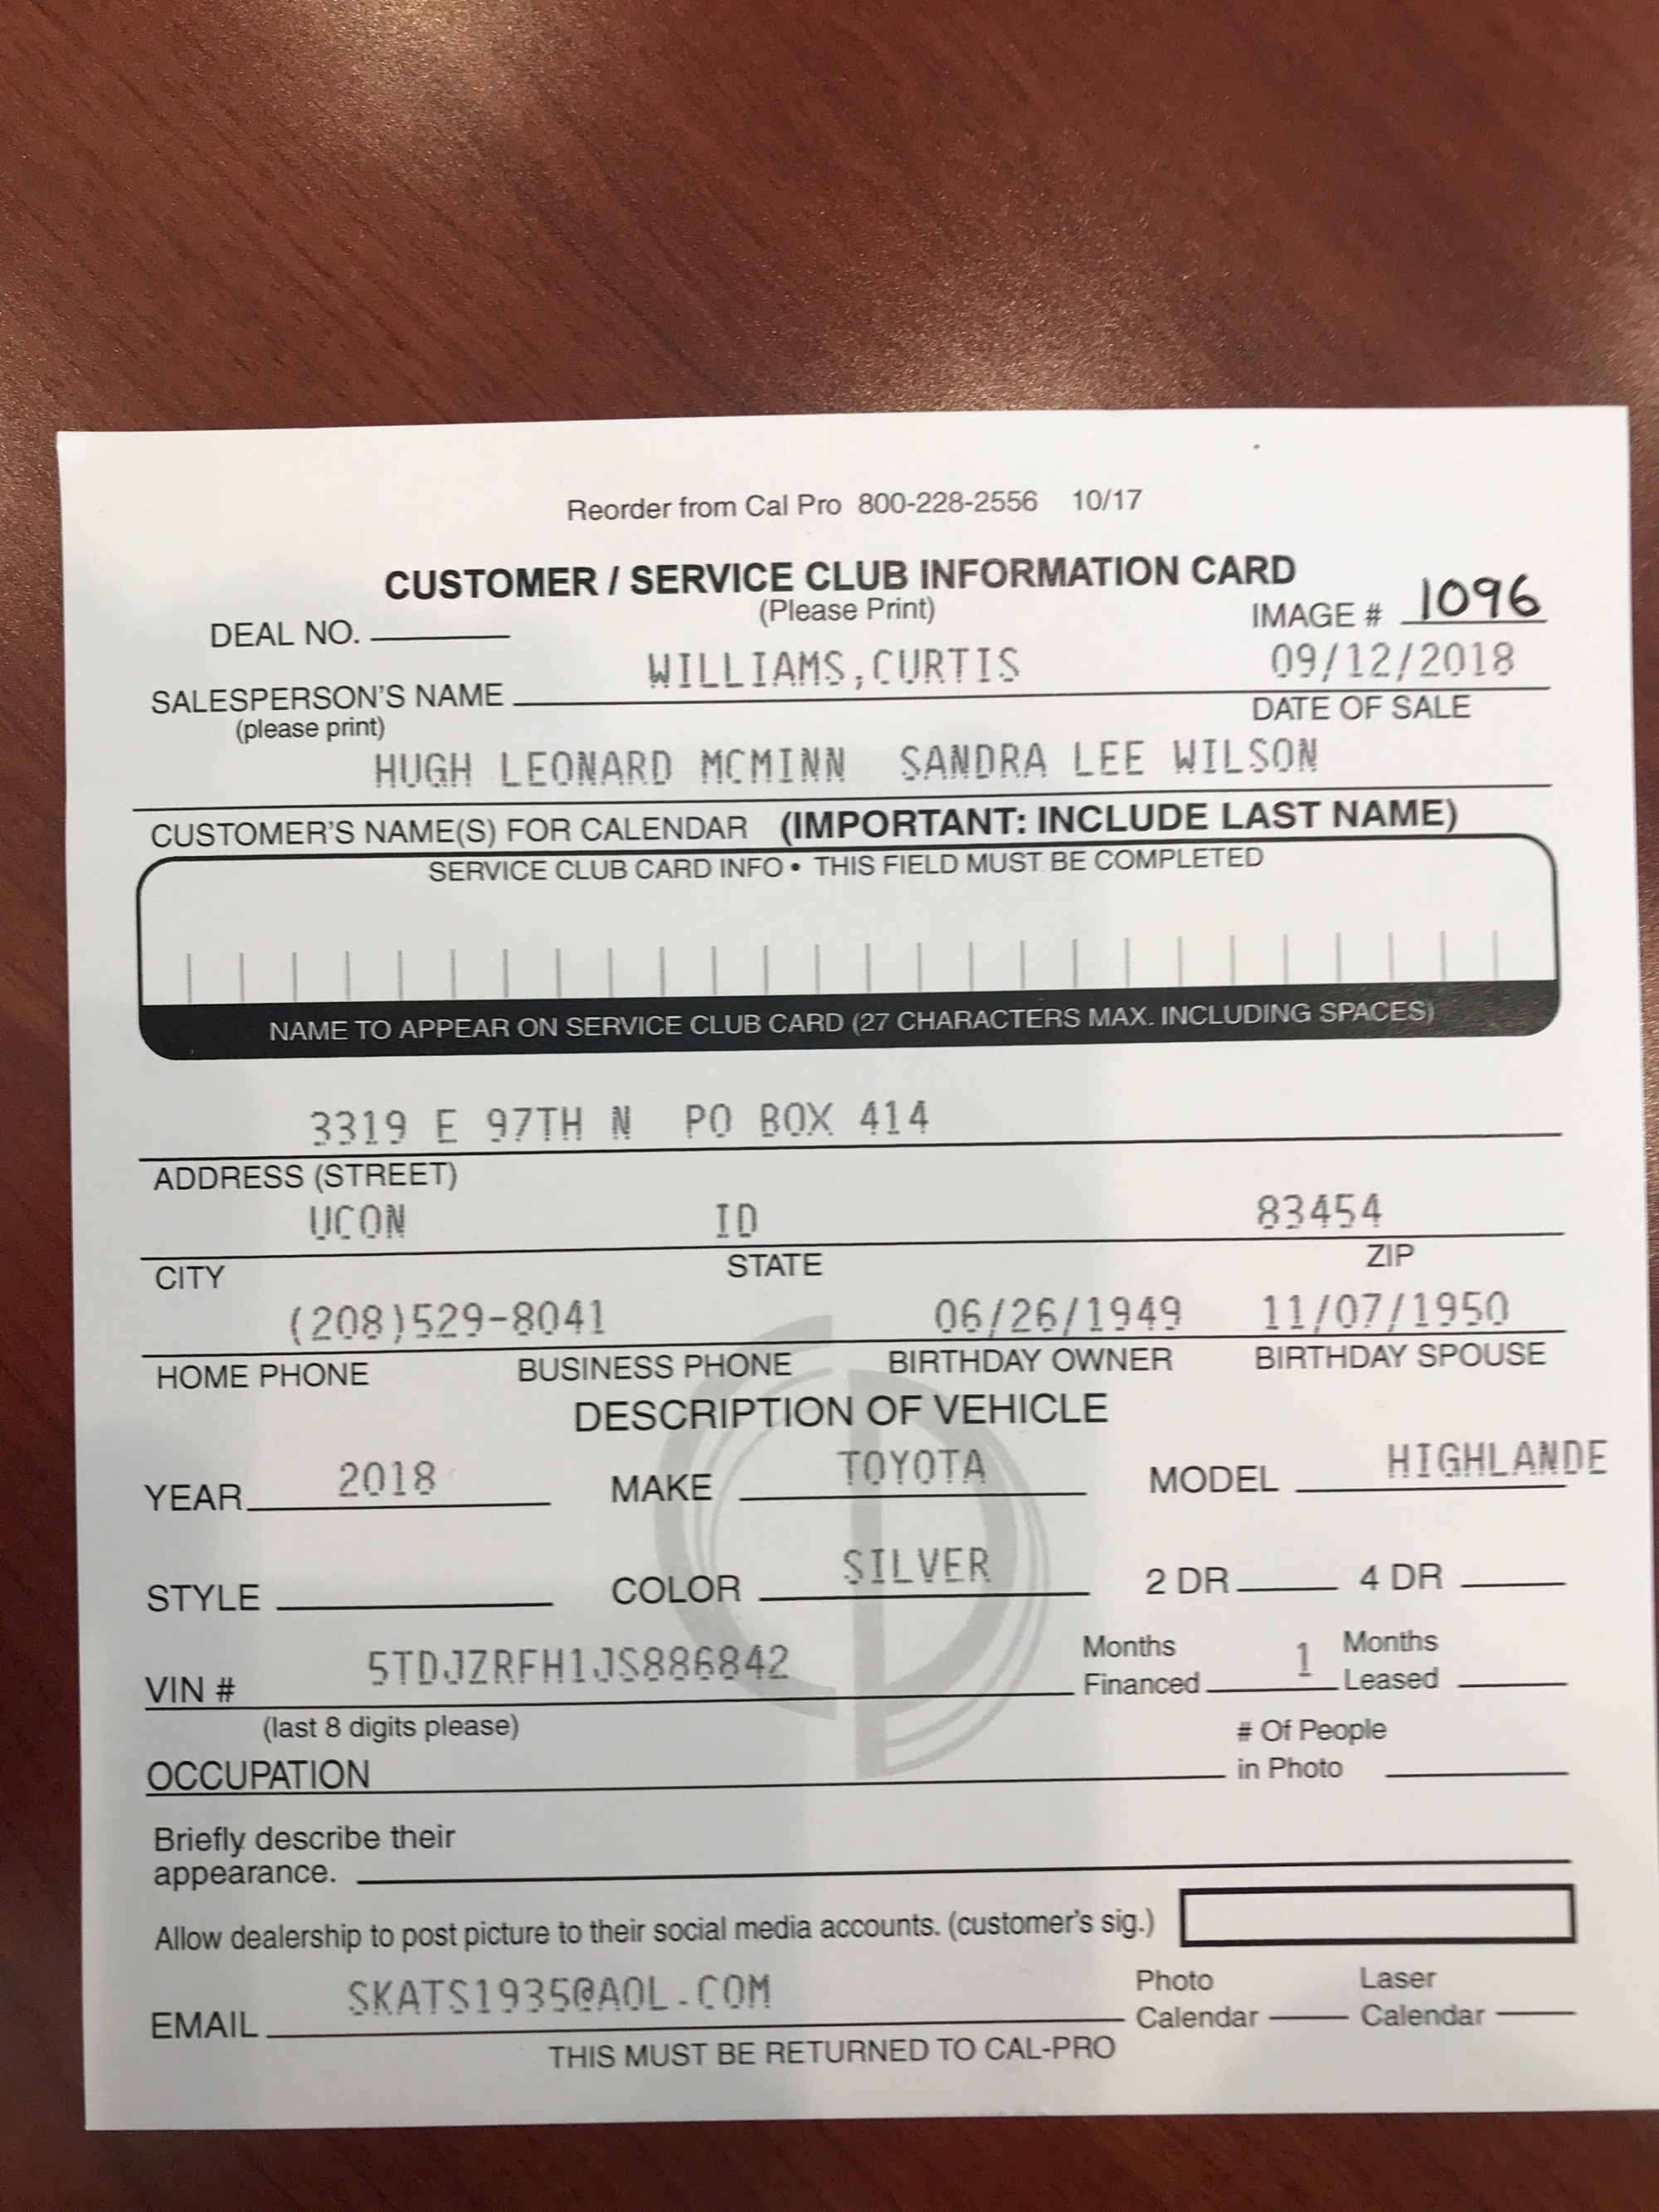 Reorder from Cal Pro 800-228-2556 10/17
CUSTOMER / SERVICE CLUB INFORMATION CARD
(Please Print)
DEAL NO. IMAGE # 1096
WILLIAMS,CURTIS 09/12/2018
SALESPERSON'S NAME DATE OF SALE
(please print)
HUGH LEONARD MCMINN SANDRA LEE WILSON
CUSTOMER'S NAME(S) FOR CALENDAR (IMPORTANT: INCLUDE LAST NAME)
SERVICE CLUB CARD INFO • THIS FIELD MUST BE COMPLETED
NAME TO APPEAR ON SERVICE CLUB CARD (27 CHARACTERS MAX. INCLUDING SPACES)
3319 E 97TH N PO BOX 414
ADDRESS (STREET)
UCON ID 83454
CITY STATE ZIP
(208)529-8041 06/26/1949 11/07/1950
HOME PHONE BUSINESS PHONE BIRTHDAY OWNER BIRTHDAY SPOUSE
DESCRIPTION OF VEHICLE
YEAR 2018 MAKE TOYOTA MODEL HIGHLANDE
STYLE COLOR SILVER 2 DR 4 DR
VIN # 5TDJZRFH1JS886842 Months Financed 1 Months Leased
(last 8 digits please)
OCCUPATION # Of People in Photo
Briefly describe their
appearance.
Allow dealership to post picture to their social media accounts. (customer's sig.)
EMAIL SKATS1935@AOL.COM Photo Calendar Laser Calendar
THIS MUST BE RETURNED TO CAL-PRO